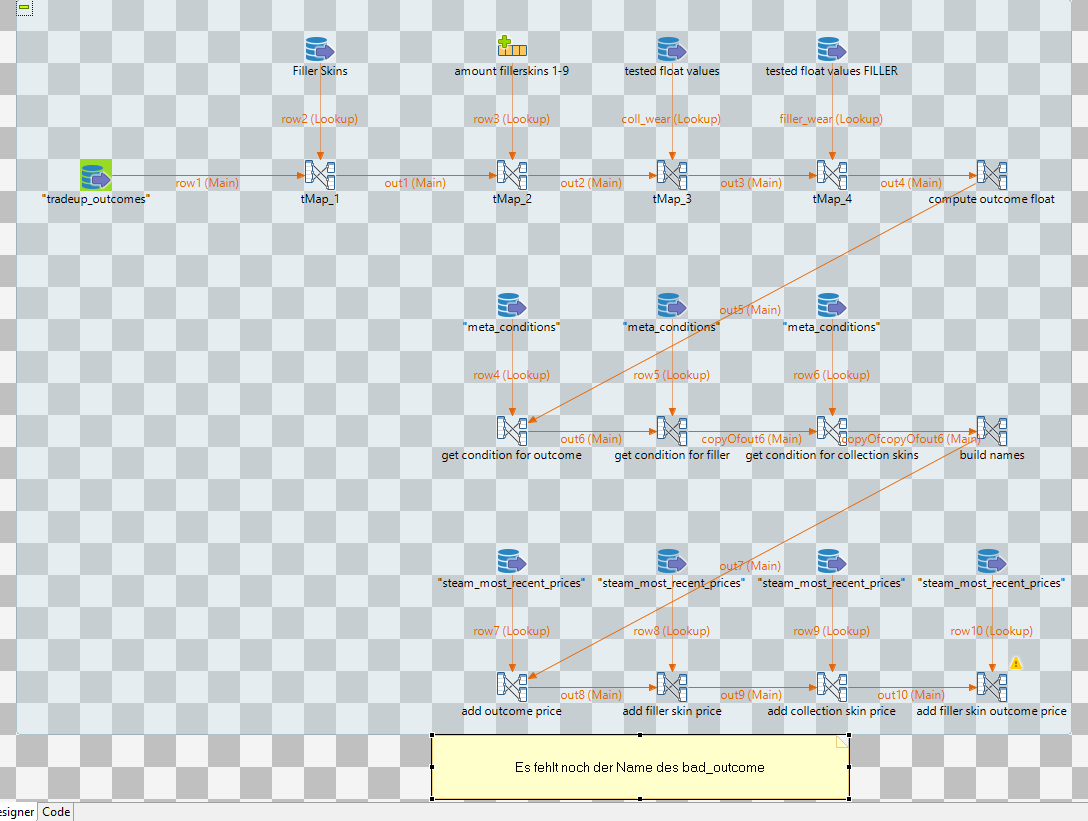 Filler Skins
amount fillerskins 1-9
tested float values
tested float values FILLER
row2 (Lookup)
row3 (Lookup)
coll_wear (Lookup)
filler_wear (Lookup)
row1 (Main)
out1 (Main)
out2 (Main)
out3 (Main)
out4 (Main)
"tradeup_outcomes"
tMap_1
tMap_2
tMap_3
tMap_4
compute outcome float
out5 (Main)
"meta_conditions"
"meta_conditions"
"meta_conditions"
row4 (Lookup)
row5 (Lookup)
row6 (Lookup)
out6 (Main)
copyOfout6 (Main)
copyOfcopyOfout6 (Main)
get condition for outcome
get condition for filler
get condition for collection skins
build names
out7 (Main)
"steam_most_recent_prices"
"steam_most_recent_prices"
"steam_most_recent_prices"
"steam_most_recent_prices"
row7 (Lookup)
row8 (Lookup)
row9 (Lookup)
row10 (Lookup)
out8 (Main)
out9 (Main)
out10 (Main)
add outcome price
add filler skin price
add collection skin price
add filler skin outcome price
Es fehlt noch der Name des bad_outcome
esigner
Code